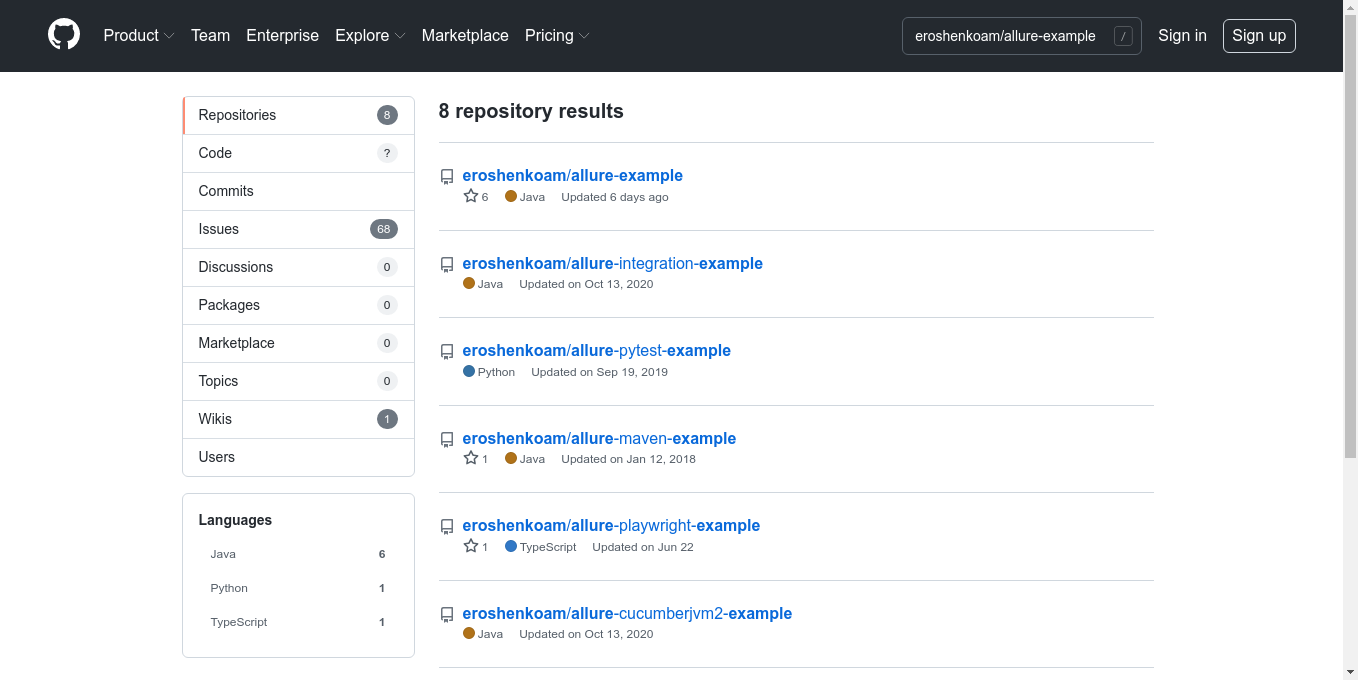 Product Team Enterprise Explore Marketplace Pricing eroshenkoam/allure-example / Sign in Sign up
Repositories 8
Code ?
Commits
Issues 68
Discussions 0
Packages 0
Marketplace 0
Topics 0
Wikis 1
Users
Languages
Java 6
Python 1
TypeScript 1
8 repository results
eroshenkoam/allure-example
6 Java Updated 6 days ago
eroshenkoam/allure-integration-example
Java Updated on Oct 13, 2020
eroshenkoam/allure-pytest-example
Python Updated on Sep 19, 2019
eroshenkoam/allure-maven-example
1 Java Updated on Jan 12, 2018
eroshenkoam/allure-playwright-example
1 TypeScript Updated on Jun 22
eroshenkoam/allure-cucumberjvm2-example
Java Updated on Oct 13, 2020